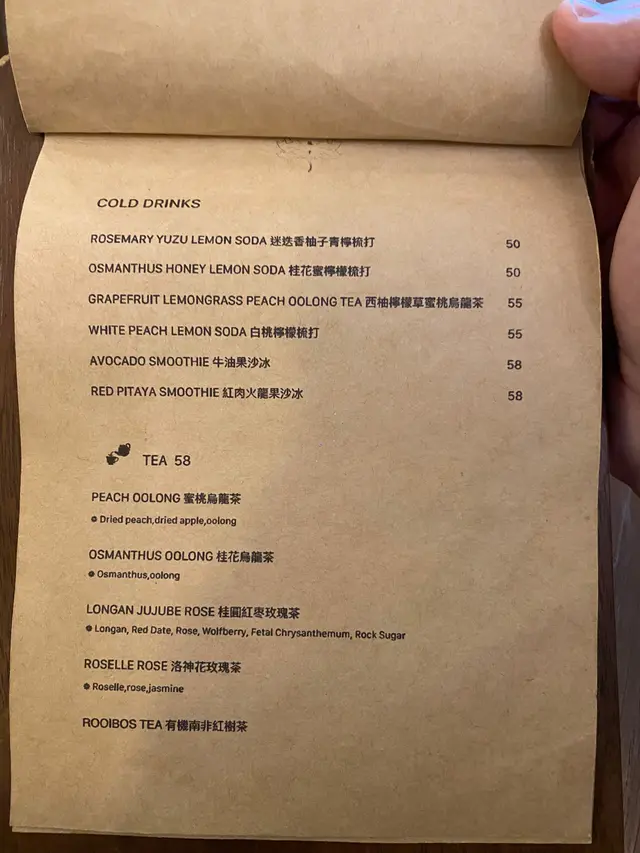 COLD DRINKS
ROSEMARY YUZU LEMON SODA 迷迭香柚子青檸梳打 50
OSMANTHUS HONEY LEMON SODA 桂花蜜檸檬梳打 50
GRAPEFRUIT LEMONGRASS PEACH OOLONG TEA 西柚檸檬草蜜桃烏龍茶 55
WHITE PEACH LEMON SODA 白桃檸檬梳打 55
AVOCADO SMOOTHIE 牛油果沙冰 58
RED PITAYA SMOOTHIE 紅肉火龍果沙冰 58
TEA 58
PEACH OOLONG 蜜桃烏龍茶
Dried peach,dried apple,oolong
OSMANTHUS OOLONG 桂花烏龍茶
Osmanthus,oolong
LONGAN JUJUBE ROSE 桂圓紅枣玫瑰茶
Longan, Red Date, Rose, Wolfberry, Fetal Chrysanthemum, Rock Sugar
ROSELLE ROSE 洛神花玫瑰茶
Roselle,rose,jasmine
ROOIBOS TEA 有機南非紅樹茶